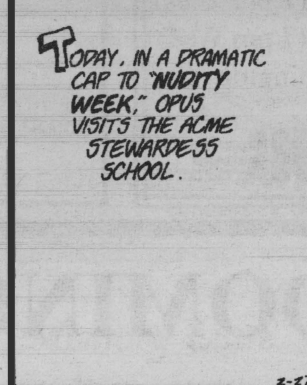 TODAY, IN A DRAMATIC
CAP TO "NUDITY
WEEK," OPUS
VISITS THE ACME
STEWARDESS
SCHOOL.